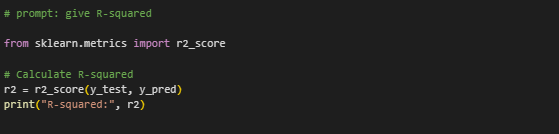 # prompt: give R-squared
from sklearn.metrics import r2_score
# Calculate R-squared
r2 = r2_score(y_test, y_pred)
print("R-squared:", r2)